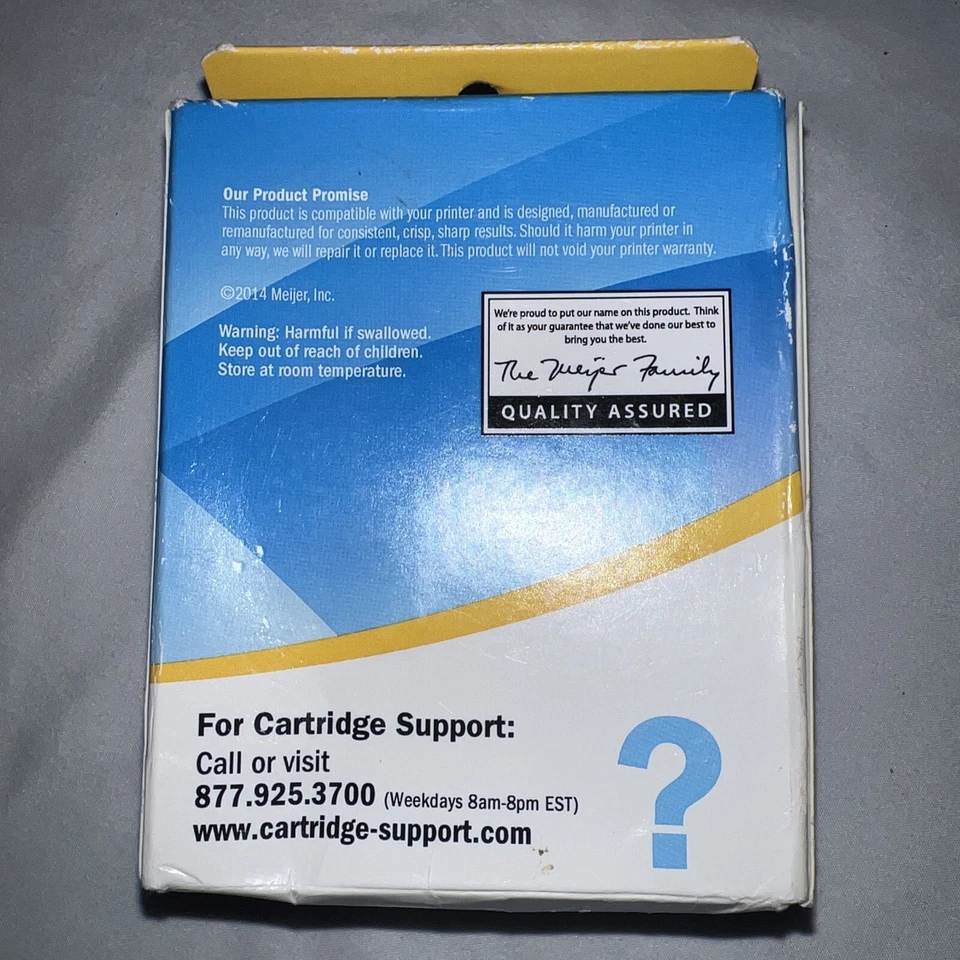 Our Product Promise
This product is compatible with your printer and is designed, manufactured or
remanufactured for consistent, crisp, sharp results. Should it harm your printer in
any way, we will repair it or replace it. This product will not void your printer warranty.
©2014 Meijer, Inc.
Warning: Harmful if swallowed.
Keep out of reach of children.
Store at room temperature.
We're proud to put our name on this product. Think
of it as your guarantee that we've done our best to
bring you the best.
The Meijer Family
QUALITY ASSURED
For Cartridge Support:
Call or visit
877.925.3700 (Weekdays 8am-8pm EST)
www.cartridge-support.com
?